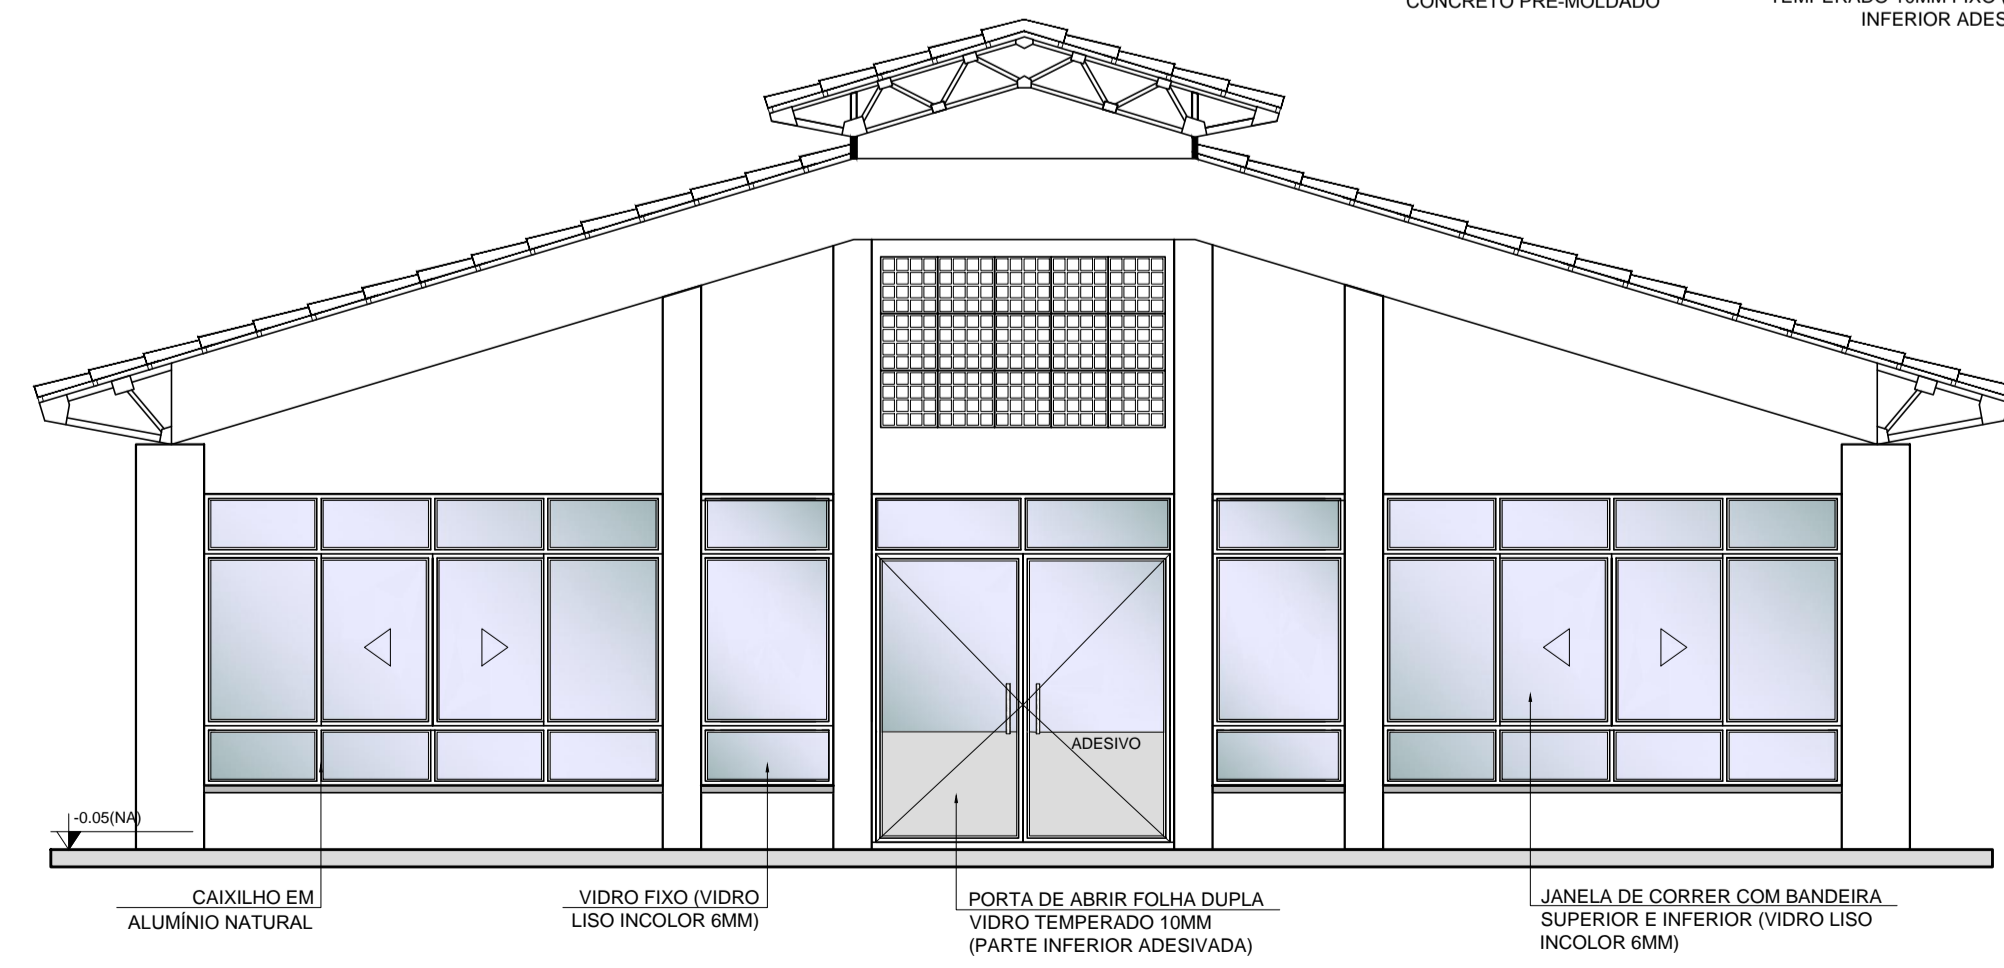 CONCRETO PRÉ-MOLDADO
INFERIOR
ADESIVO
-0.05(NA)
CAIXILHO EM
ALUMÍNIO NATURAL
VIDRO FIXO (VIDRO
LISO INCOLOR 6MM)
PORTA DE ABRIR FOLHA DUPLA
VIDRO TEMPERADO 10MM
(PARTE INFERIOR ADESIVADA)
JANELA DE CORRER COM BANDEIRA
SUPERIOR E INFERIOR (VIDRO LISO
INCOLOR 6MM)